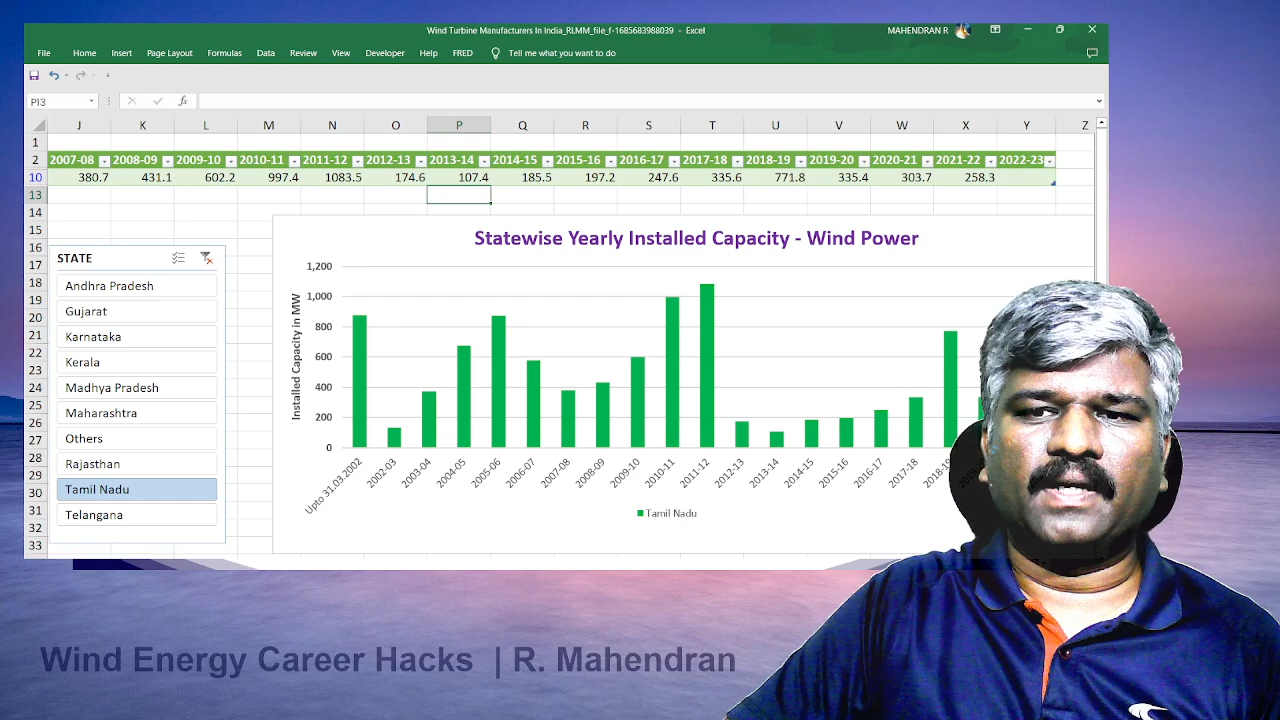 Wind Turbine Manufacturers In India_RLMM_file_f-1685683988039 - Excel
MAHENDRAN R
File Home Insert Page Layout Formulas Data Review View Developer Help FRED Tell me what you want to do
P13 fx
J K L M N O P Q R S T U V W X Y Z
1
2 2007-08 2008-09 2009-10 2010-11 2011-12 2012-13 2013-14 2014-15 2015-16 2016-17 2017-18 2018-19 2019-20 2020-21 2021-22 2022-23
10 380.7 431.1 602.2 997.4 1083.5 174.6 107.4 185.5 197.2 247.6 335.6 771.8 335.4 303.7 258.3
13
14
15
16
17
18
19
20
21
22
23
24
25
26
27
28
29
30
31
32
33
STATE
Andhra Pradesh
Gujarat
Karnataka
Kerala
Madhya Pradesh
Maharashtra
Others
Rajasthan
Tamil Nadu
Telangana
Statewise Yearly Installed Capacity - Wind Power
Installed Capacity in MW
1,200
1,000
800
600
400
200
0
Upto 31.03.2002 2002-03 2003-04 2004-05 2005-06 2006-07 2007-08 2008-09 2009-10 2010-11 2011-12 2012-13 2013-14 2014-15 2015-16 2016-17 2017-18 2018-19
Tamil Nadu
Wind Energy Career Hacks | R. Mahendran